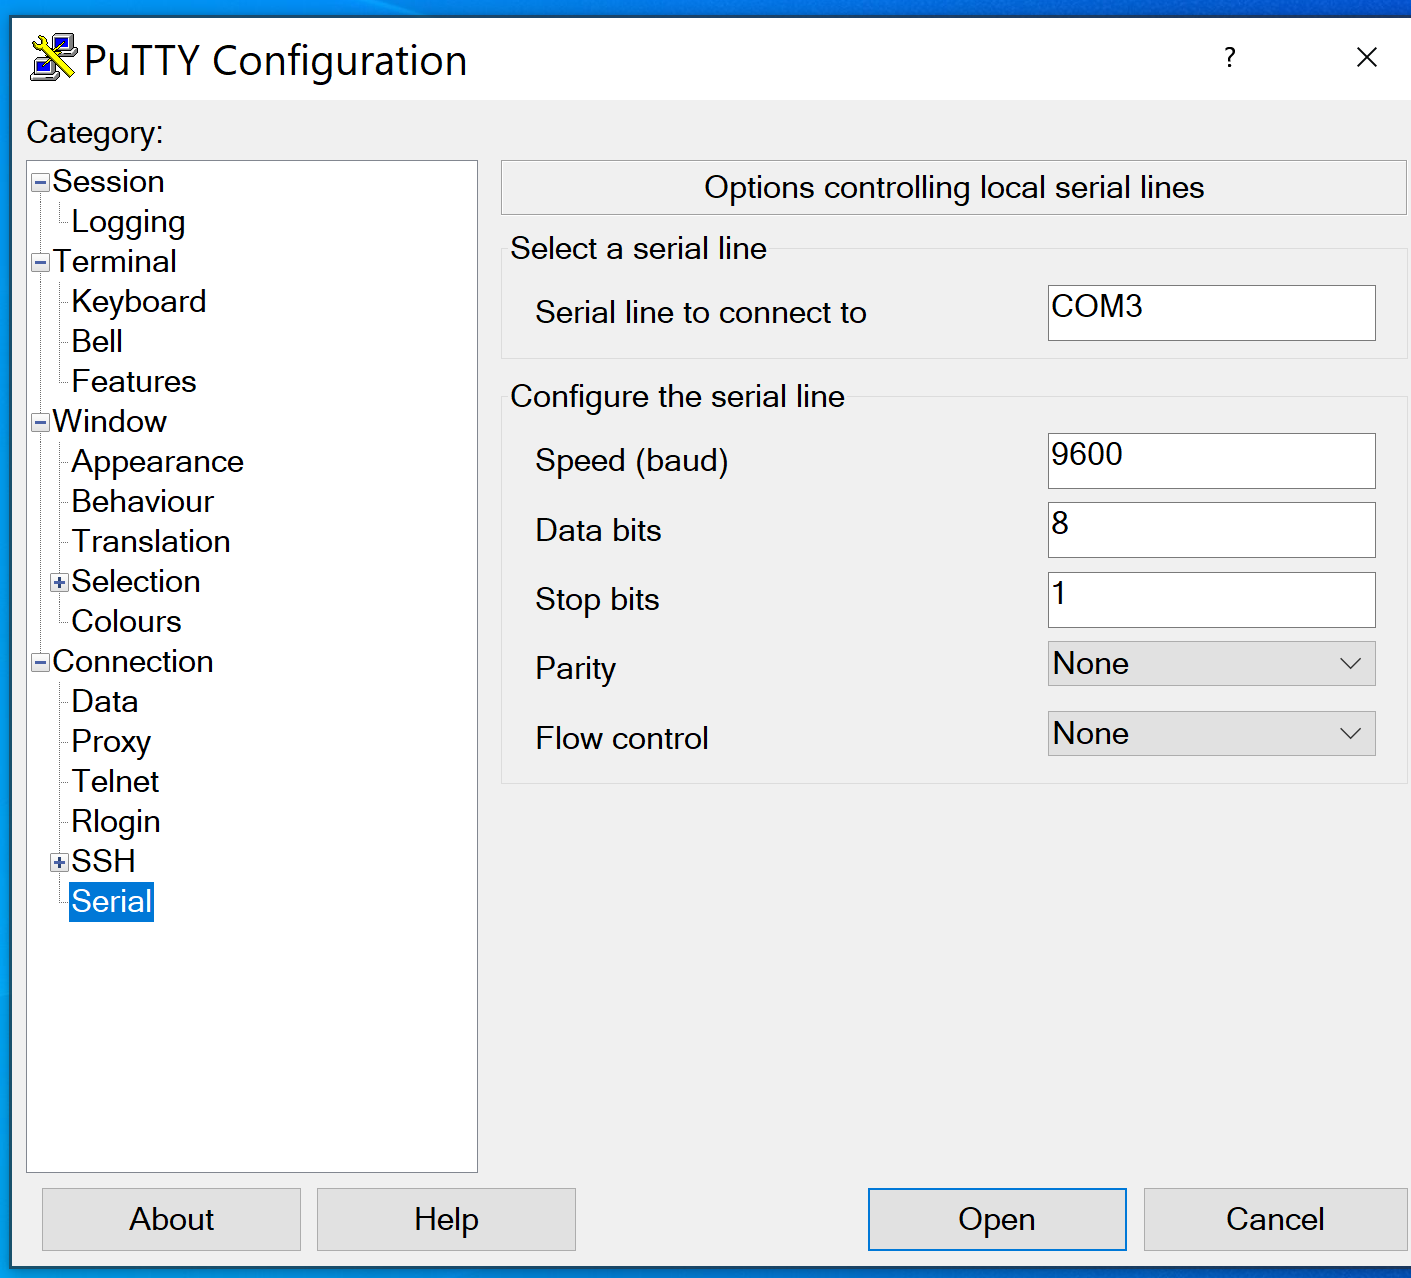 PuTTY Configuration
?
Category:
Session
Logging
Terminal
Keyboard
Bell
Features
Window
Appearance
Behaviour
Translation
Selection
Colours
Connection
Data
Proxy
Telnet
Rlogin
SSH
Serial
Options controlling local serial lines
Select a serial line
Serial line to connect to COM3
Configure the serial line
Speed (baud) 9600
Data bits 8
Stop bits 1
Parity None
Flow control None
About Help Open Cancel